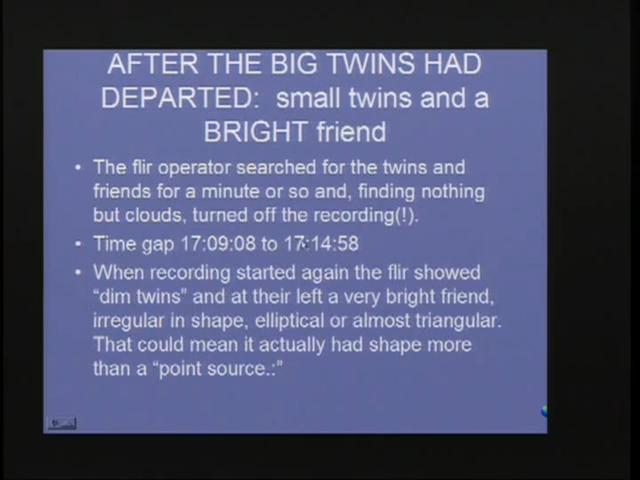 AFTER THE BIG TWINS HAD
DEPARTED: small twins and a
BRIGHT friend
• The flir operator searched for the twins and
friends for a minute or so and, finding nothing
but clouds, turned off the recording(!).
• Time gap 17:09:08 to 17:14:58
• When recording started again the flir showed
“dim twins” and at their left a very bright friend,
irregular in shape, elliptical or almost triangular.
That could mean it actually had shape more
than a “point source.:”